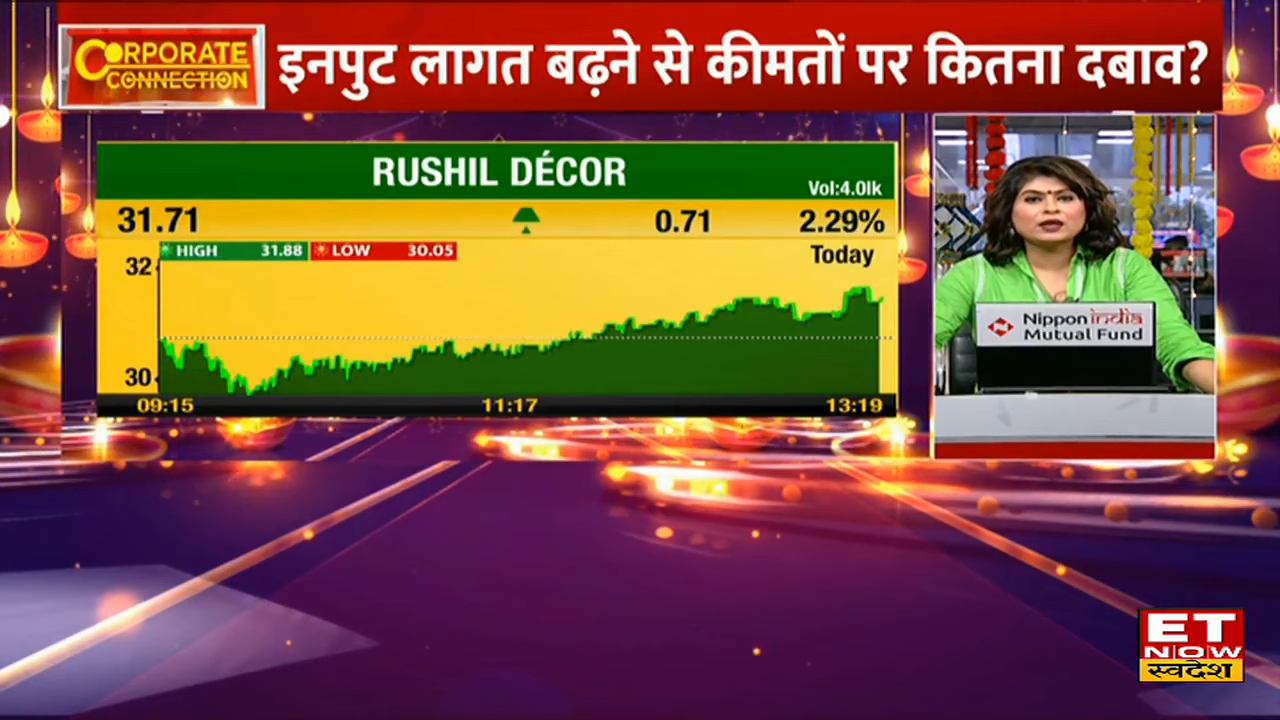 CORPORATE
CONNECTION
इनपुट लागत बढ़ने से कीमतों पर कितना दबाव?
RUSHIL DÉCOR
Vol:4.0lk
31.71 0.71 2.29%
HIGH 31.88 LOW 30.05 Today
32
30
09:15 11:17 13:19
Nippon india
Mutual Fund
ET
NOW
स्वदेश